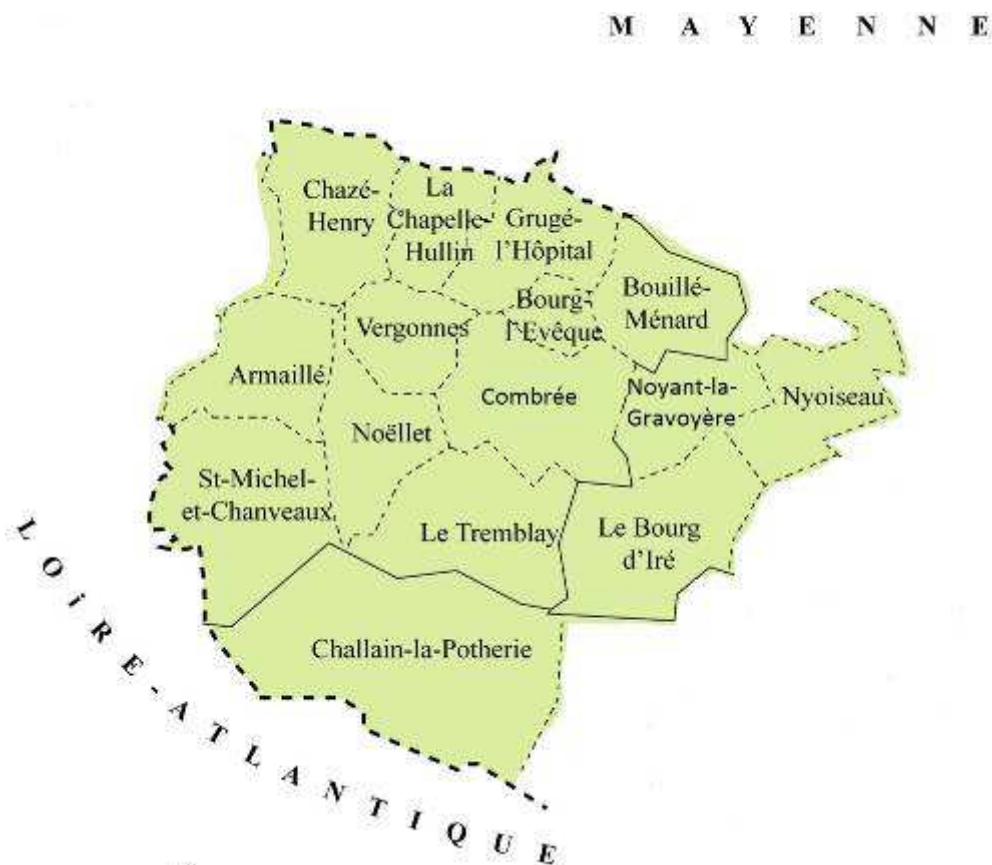 M A Y E N N E
Chazé-
Henry
La
Chapelle-
Hullin
Grugé-
l'Hôpital
Bourg-
l'Evêque
Bouillé-
Ménard
Vergonnes
Armaillé
Combrée
Noyant-la-
Gravoyère
Nyoiseau
Noëllet
St-Michel-
et-Chanveaux
Le Tremblay
Le Bourg
d'Iré
Challain-la-Potherie
L O i R E - A T L A N T I Q U E